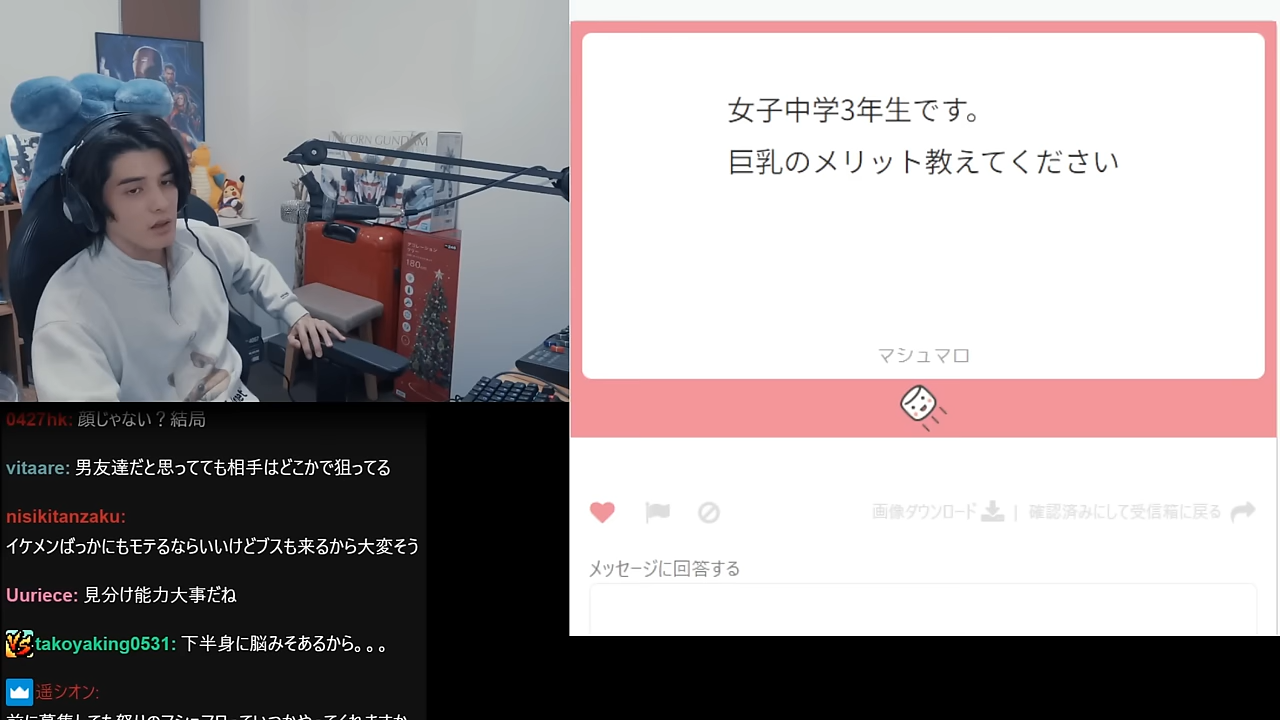 女子中学3年生です。
巨乳のメリット教えてください
マシュマロ
画像ダウンロード | 確認済みにして受信箱に戻る
メッセージに回答する
UNICORN GUNDAM
180
0427hk: 顔じゃない？結局
vitaare: 男友達だと思ってても相手はどこかで狙ってる
nisikitanzaku:
イケメンばっかにもモテるならいいけどブスも来るから大変そう
Uuriece: 見分け能力大事だね
VS takoyaking0531: 下半身に脳みそあるから。。。
遥シオン: